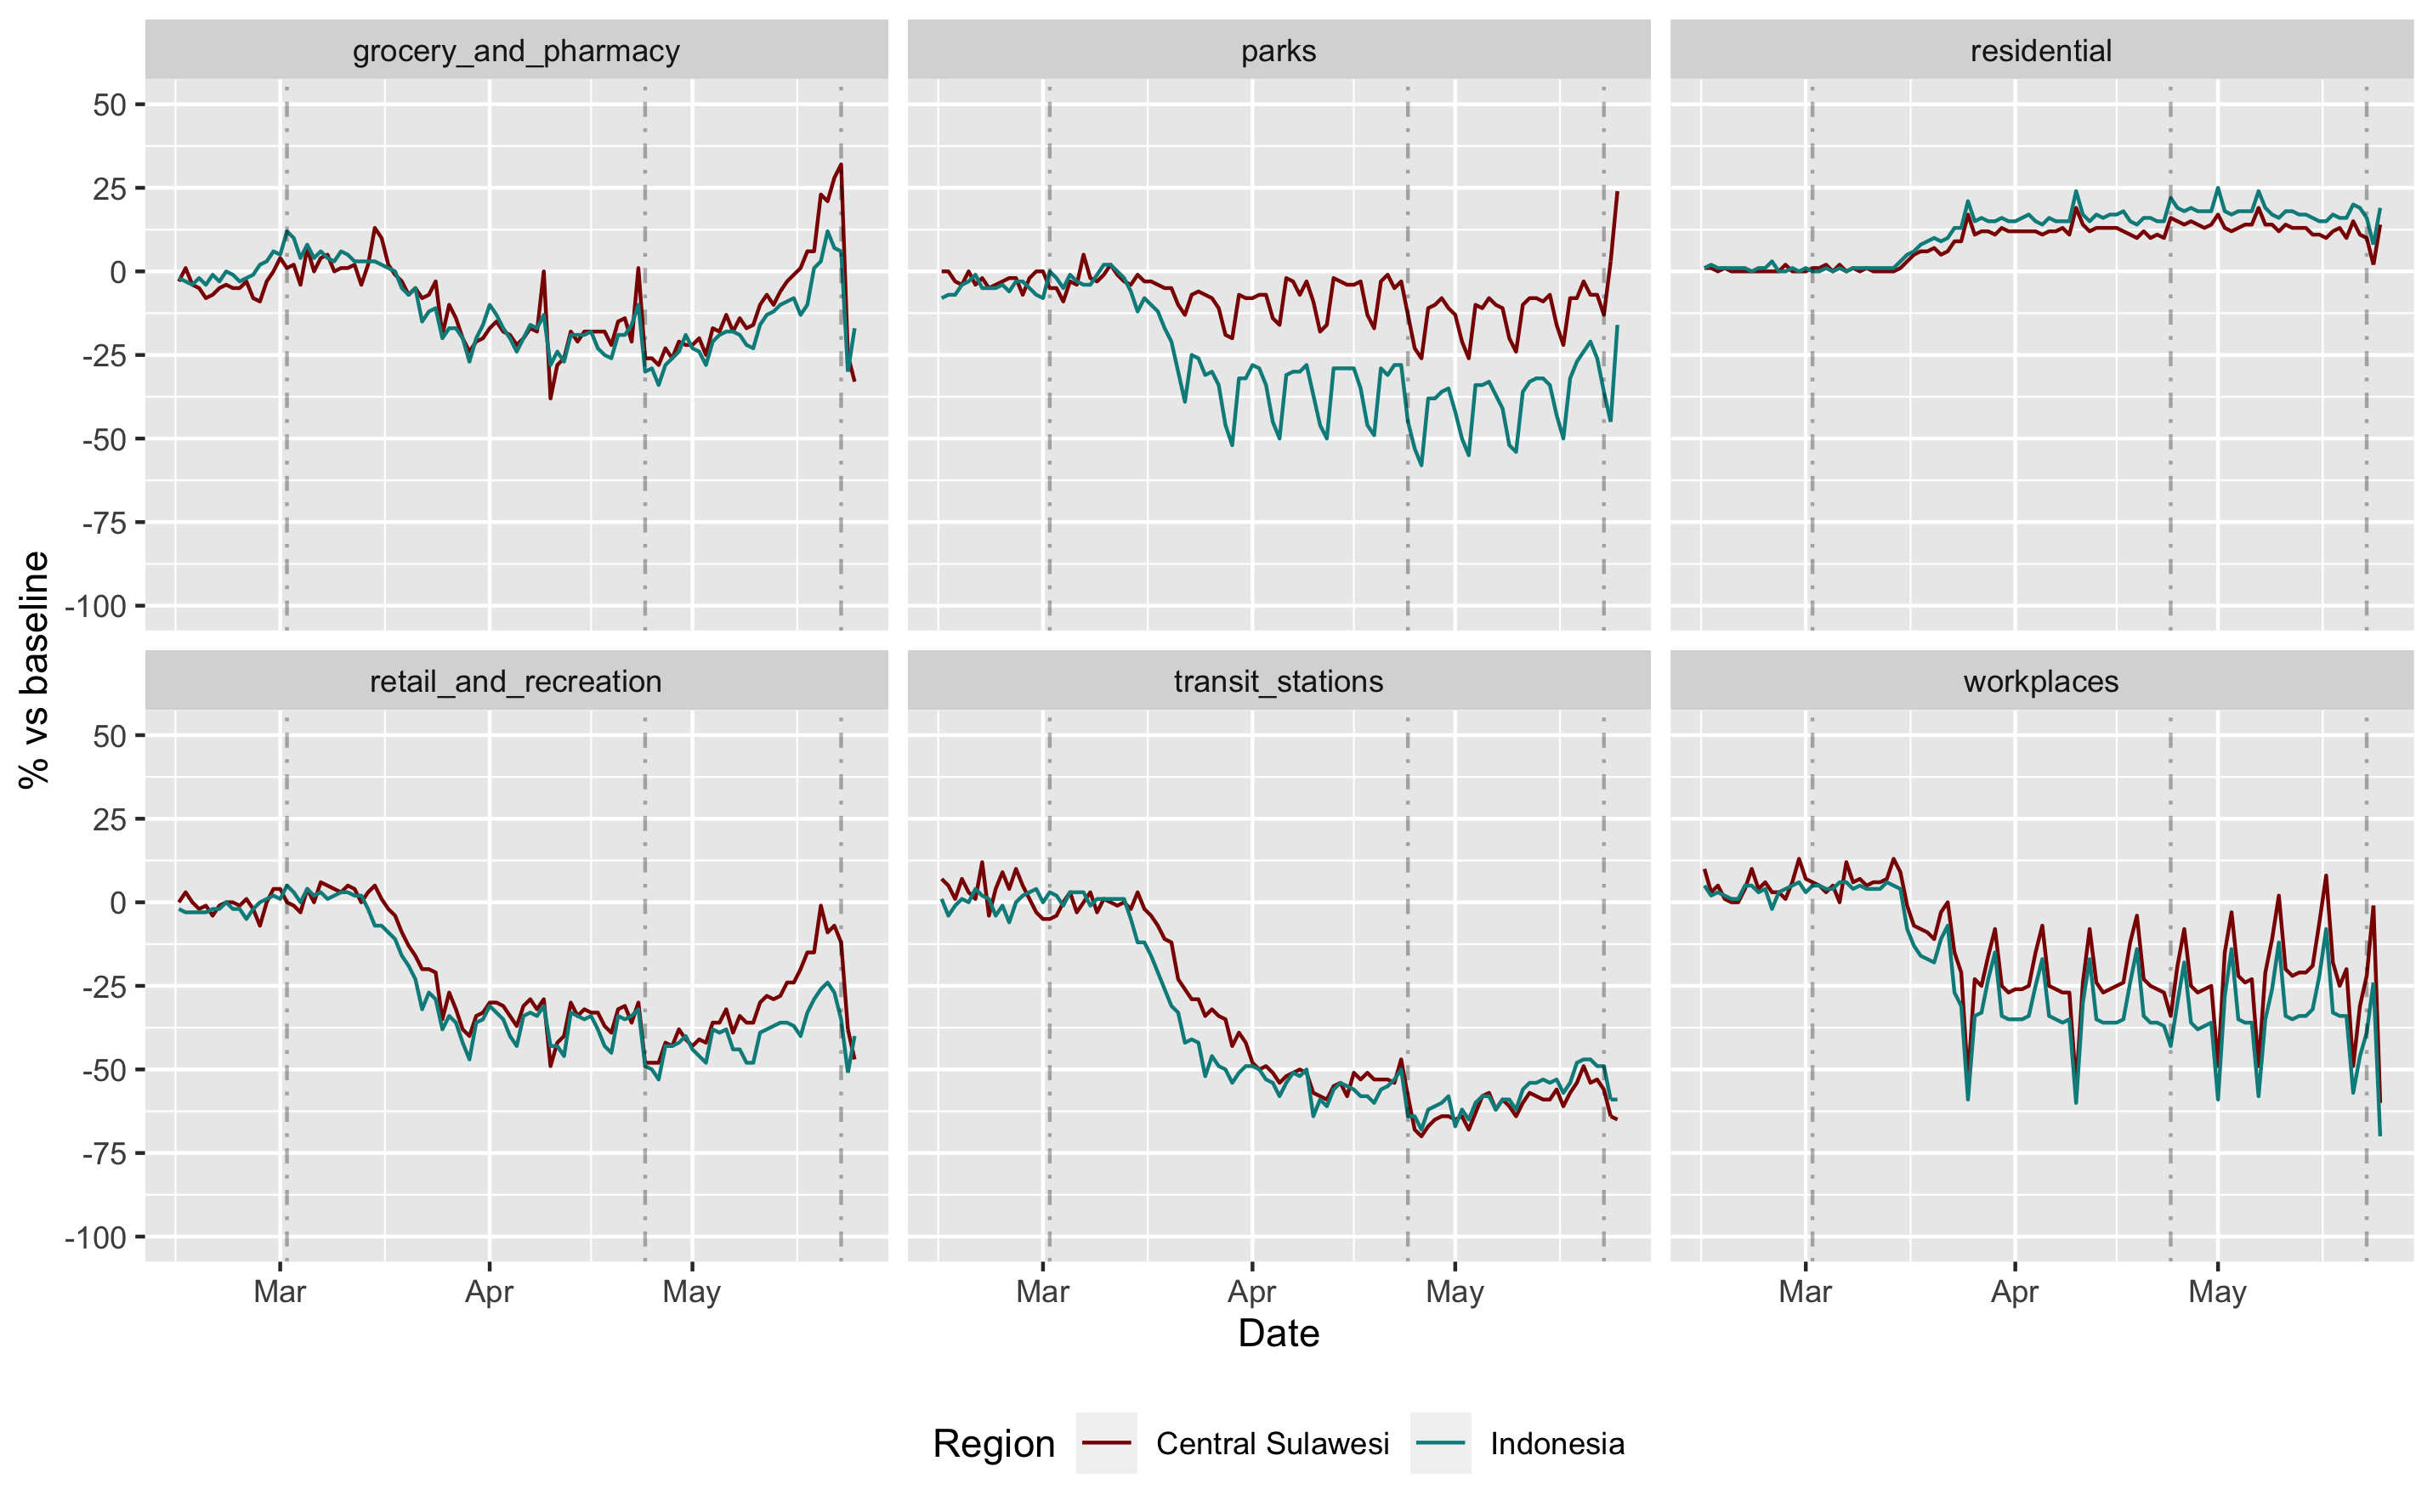 grocery_and_pharmacy
parks
residential
50
25
0
-25
-50
-75
-100
% vs baseline
retail_and_recreation
transit_stations
workplaces
50
25
0
-25
-50
-75
-100
Mar Apr May
Mar Apr May
Mar Apr May
Date
Region Central Sulawesi Indonesia